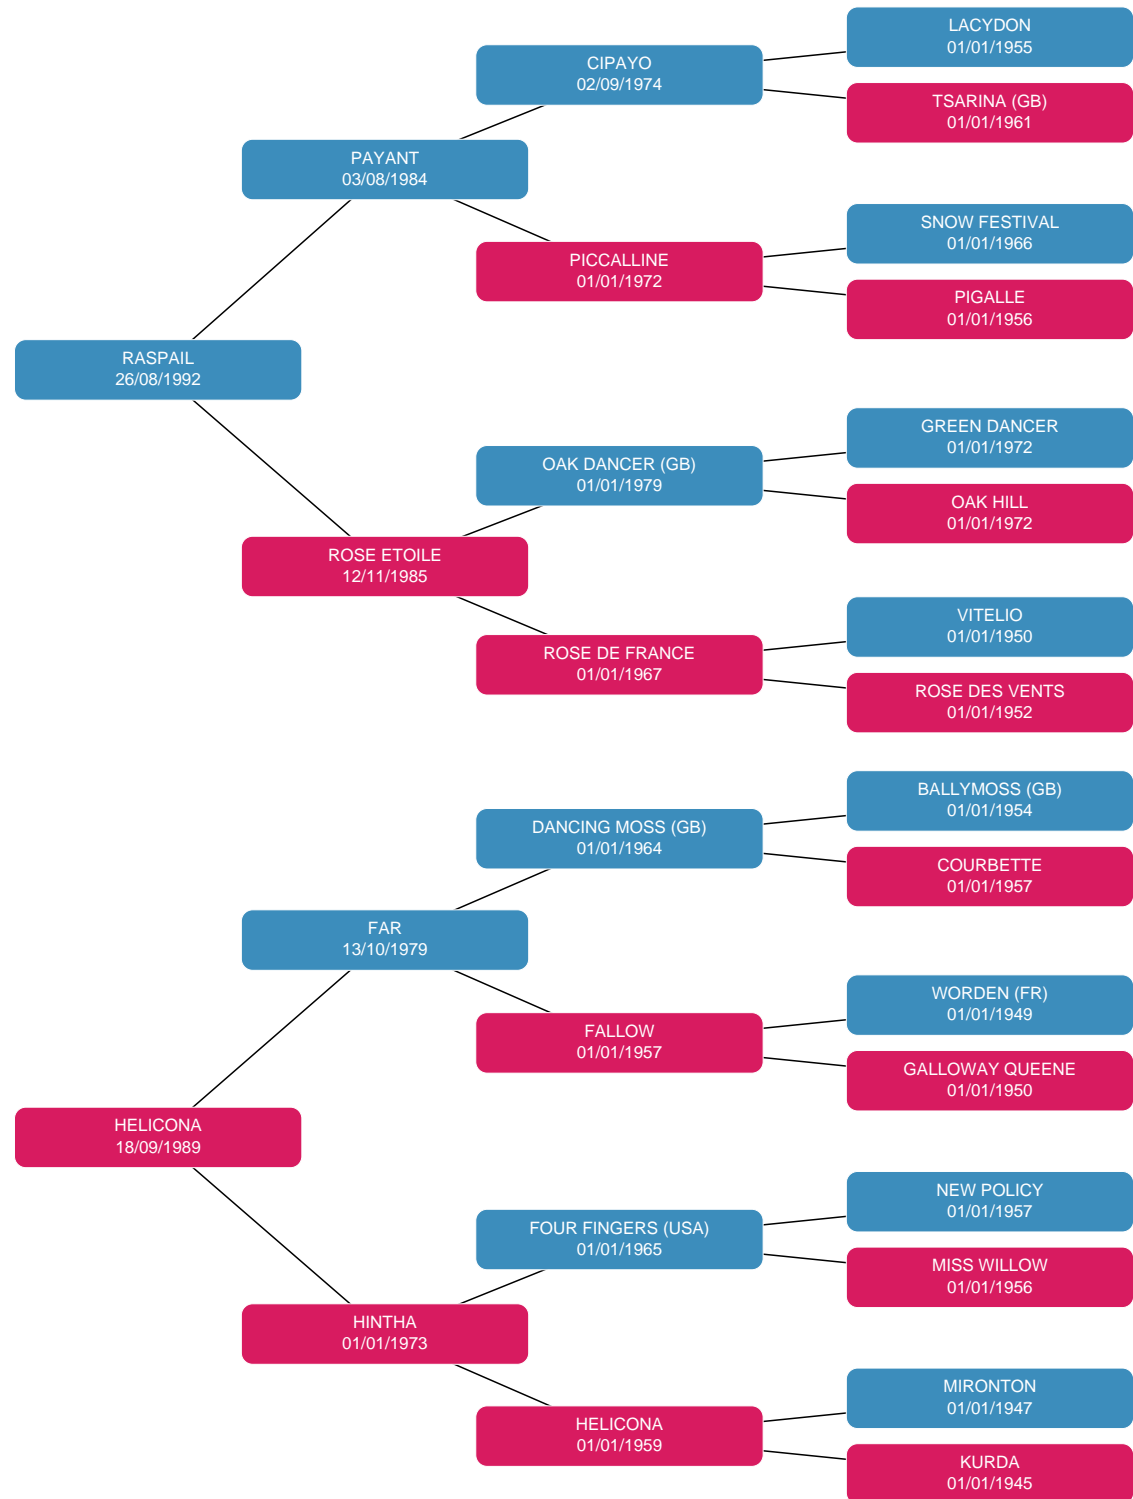 LACYDON
01/01/1955
CIPAYO
02/09/1974
TSARINA (GB)
01/01/1961
PAYANT
03/08/1984
SNOW FESTIVAL
01/01/1966
PICCALLINE
01/01/1972
PIGALLE
01/01/1956
RASPAIL
26/08/1992
GREEN DANCER
01/01/1972
OAK DANCER (GB)
01/01/1979
OAK HILL
01/01/1972
ROSE ETOILE
12/11/1985
VITELIO
01/01/1950
ROSE DE FRANCE
01/01/1967
ROSE DES VENTS
01/01/1952
BALLYMOSS (GB)
01/01/1954
DANCING MOSS (GB)
01/01/1964
COURBETTE
01/01/1957
FAR
13/10/1979
WORDEN (FR)
01/01/1949
FALLOW
01/01/1957
GALLOWAY QUEENE
01/01/1950
HELICONA
18/09/1989
NEW POLICY
01/01/1957
FOUR FINGERS (USA)
01/01/1965
MISS WILLOW
01/01/1956
HINTHA
01/01/1973
MIRONTON
01/01/1947
HELICONA
01/01/1959
KURDA
01/01/1945